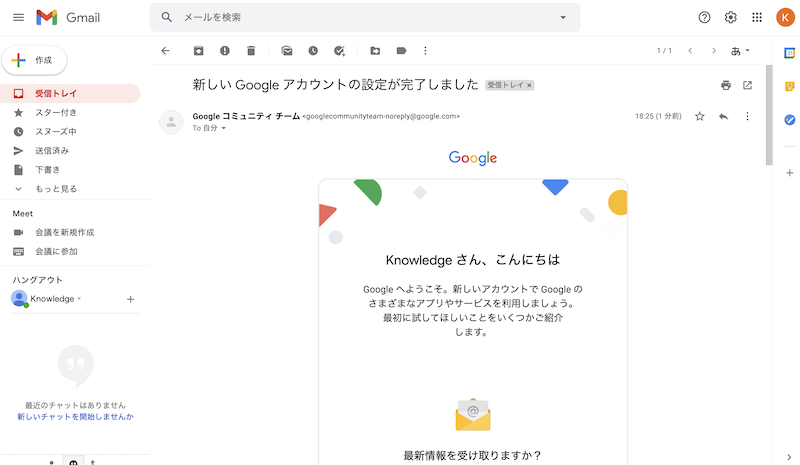 Gmail
メールを検索
K
作成
1 / 1
あ
受信トレイ
スター付き
スヌーズ中
送信済み
下書き
もっと見る
新しい Google アカウントの設定が完了しました 受信トレイ ×
Google コミュニティ チーム <googlecommunityteam-noreply@google.com>
18:25 (1 分前)
To 自分
Meet
会議を新規作成
会議に参加
ハングアウト
Knowledge
最近のチャットはありません
新しいチャットを開始しませんか
Google
Knowledge さん、こんにちは
Google へようこそ。新しいアカウントで Google の
さまざまなアプリやサービスを利用しましょう。
最初に試してほしいことをいくつかご紹介
します。
@
最新情報を受け取りますか？